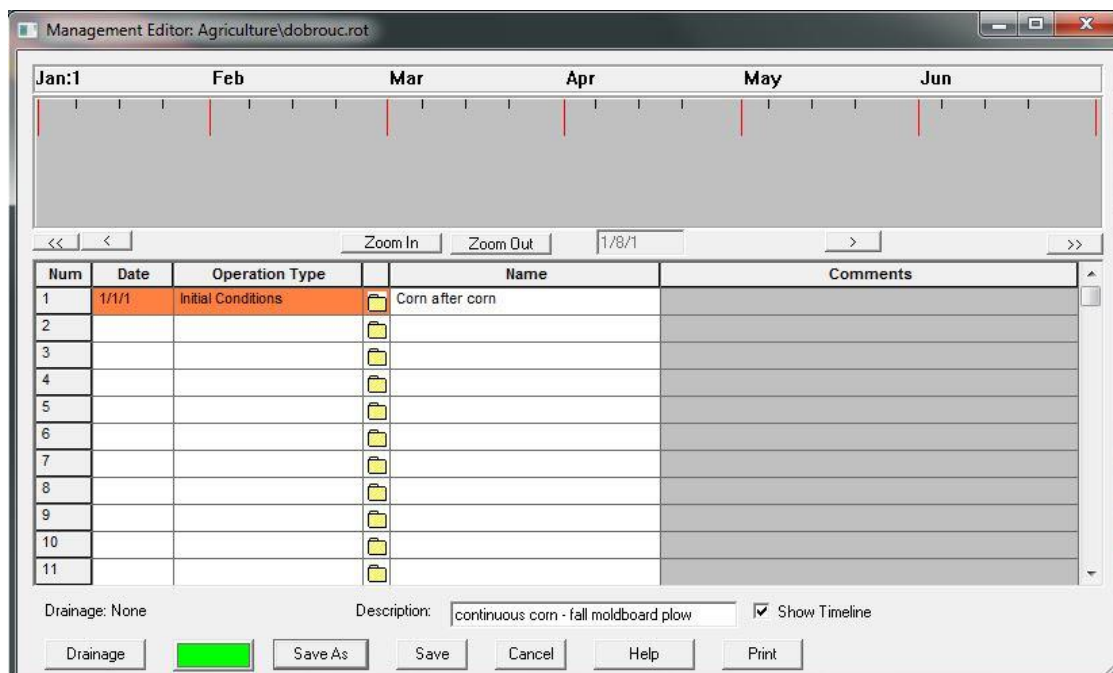 Management Editor: Agriculture\dobrouc.rot
Jan:1 Feb Mar Apr May Jun
<< < Zoom In Zoom Out 1/8/1 > >>
Num Date Operation Type Name Comments
1 1/1/1 Initial Conditions Corn after corn
2
3
4
5
6
7
8
9
10
11
Drainage: None Description: continuous corn - fall moldboard plow Show Timeline
Drainage Save As Save Cancel Help Print